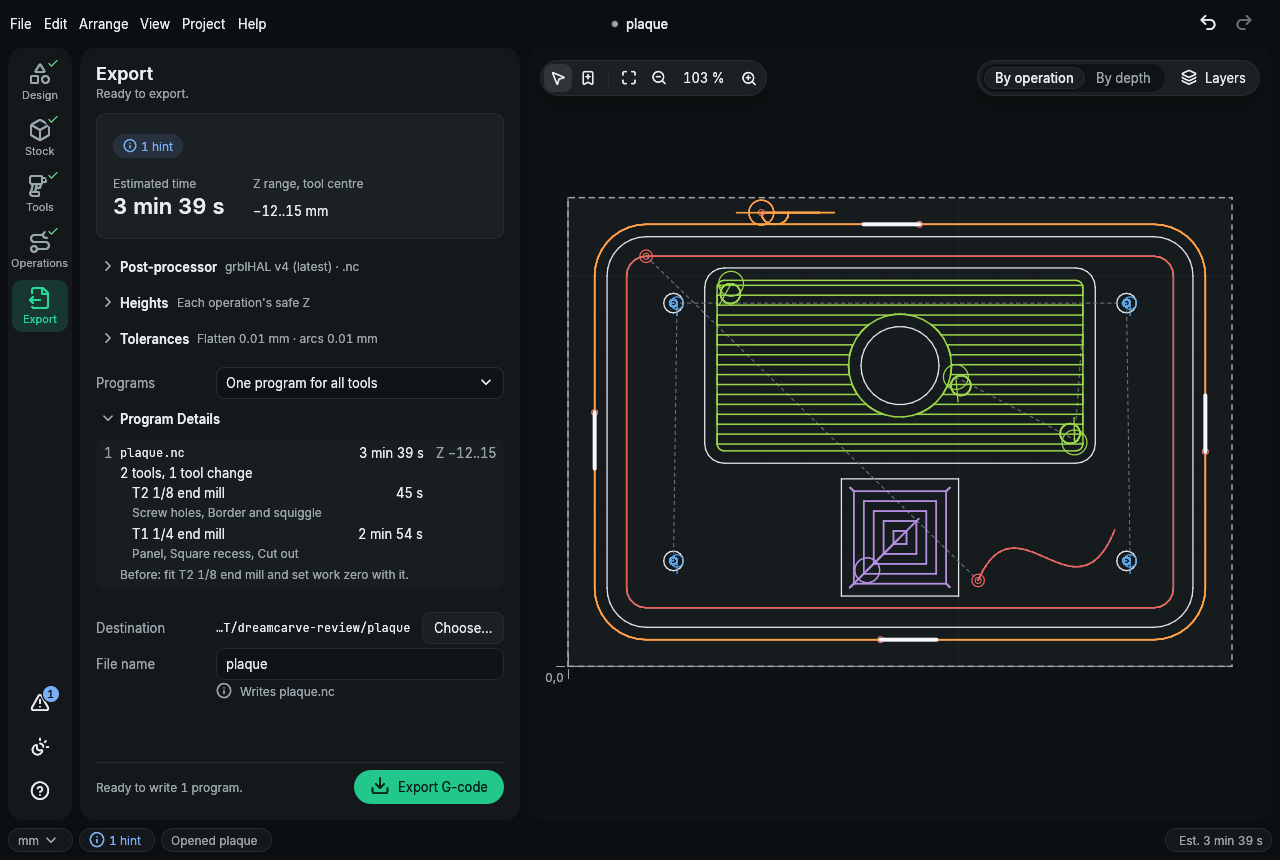 File Edit Arrange View Project Help
plaque
Design
Stock
Tools
Operations
Export
1
Export
Ready to export.
1 hint
Estimated time
3 min 39 s
Z range, tool centre
−12..15 mm
Post-processor grblHAL v4 (latest) · .nc
Heights Each operation's safe Z
Tolerances Flatten 0.01 mm · arcs 0.01 mm
Programs One program for all tools
Program Details
1 plaque.nc 3 min 39 s Z −12..15
2 tools, 1 tool change
T2 1/8 end mill 45 s
Screw holes, Border and squiggle
T1 1/4 end mill 2 min 54 s
Panel, Square recess, Cut out
Before: fit T2 1/8 end mill and set work zero with it.
Destination …T/dreamcarve-review/plaque Choose...
File name plaque
Writes plaque.nc
Ready to write 1 program. Export G-code
103 %
By operation By depth Layers
0,0
mm 1 hint Opened plaque Est. 3 min 39 s